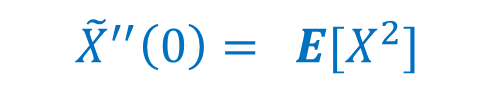 X̃′′(0) = E[X²]